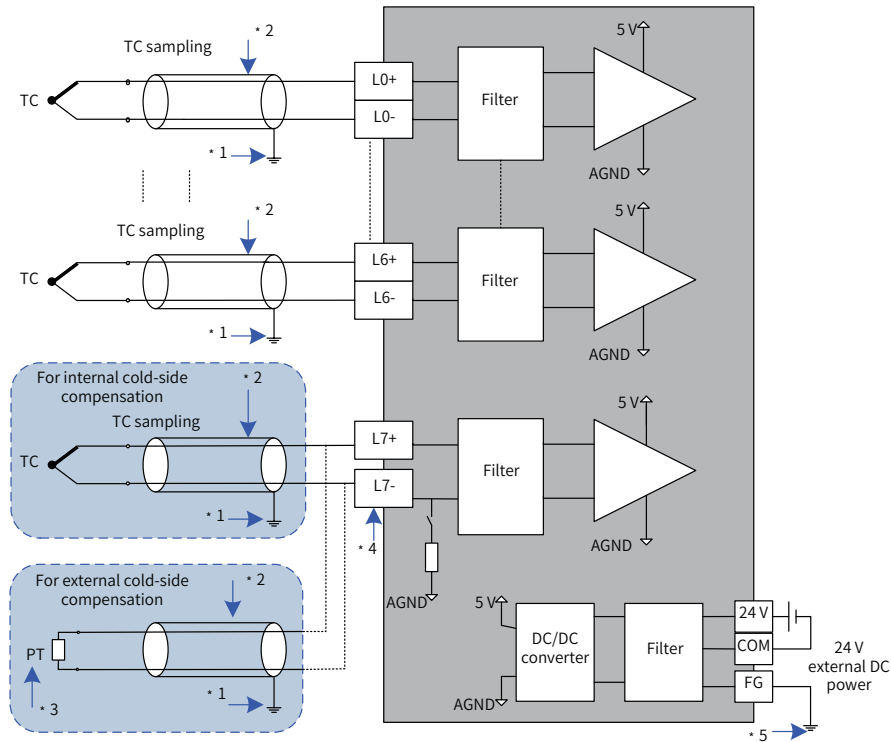 TC sampling
* 2
TC
* 1
L0+
L0-
Filter
5 V
AGND
TC sampling
* 2
TC
* 1
L6+
L6-
Filter
5 V
AGND
For internal cold-side
compensation
* 2
TC sampling
TC
* 1
L7+
L7-
* 4
Filter
5 V
AGND
AGND
For external cold-side
compensation
* 2
PT
* 3
* 1
5 V
AGND
DC/DC
converter
Filter
24 V
COM
FG
24 V
external DC
power
* 5